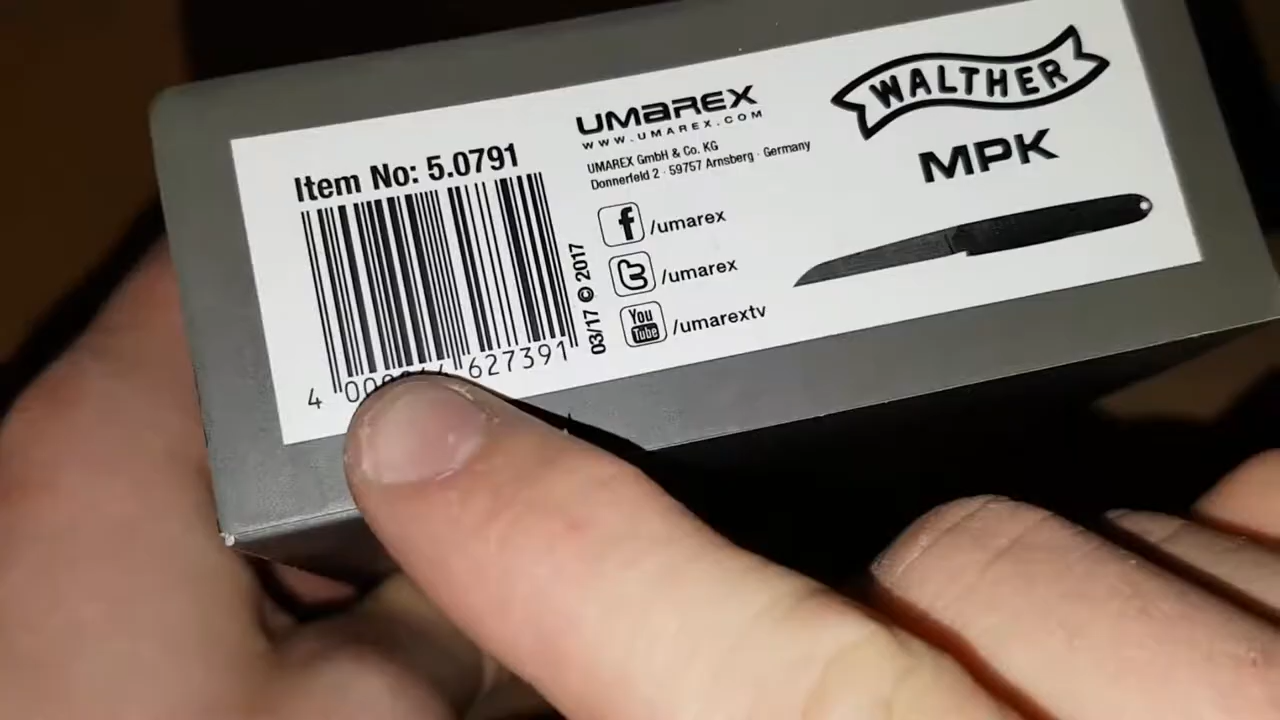 Item No: 5.0791
4 627391
03/17 © 2017
UMAREX
WWW.UMAREX.COM
UMAREX GmbH & Co. KG
Donnerfeld 2 · 59757 Arnsberg · Germany
f /umarex
t /umarex
You
Tube /umarextv
WALTHER
MPK